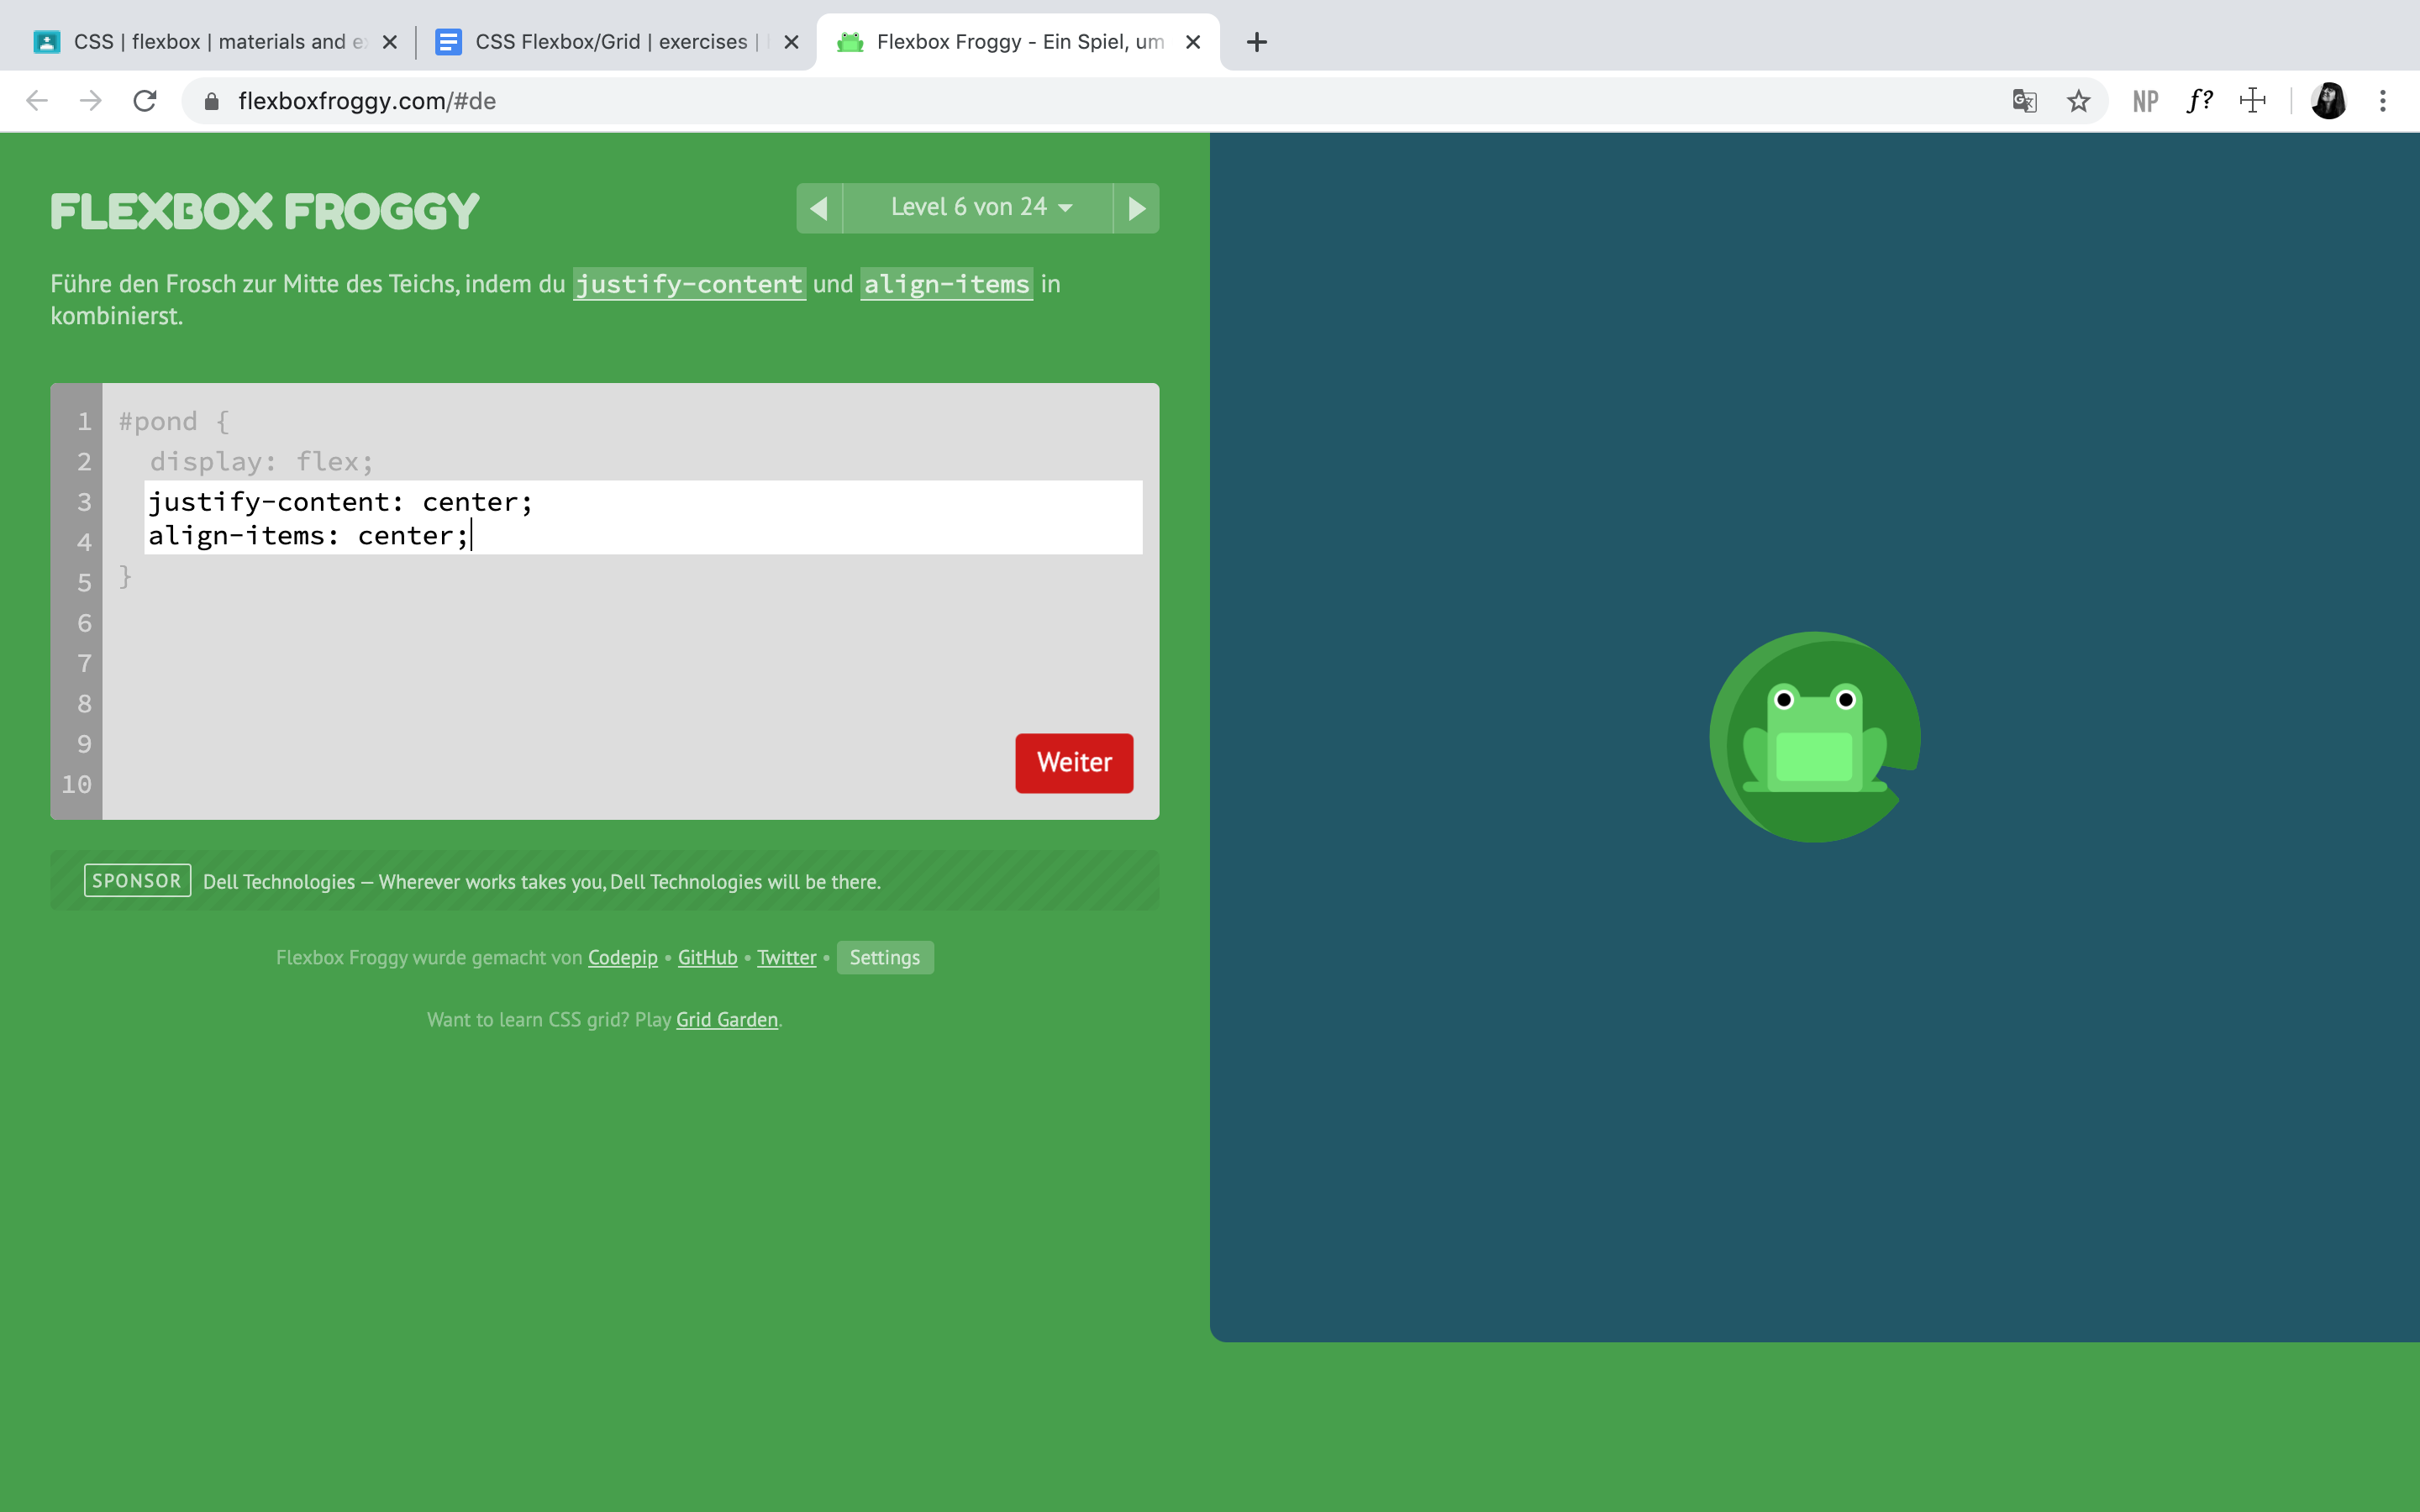 CSS | flexbox | materials and e
CSS Flexbox/Grid | exercises |
Flexbox Froggy - Ein Spiel, um
flexboxfroggy.com/#de
NP
f?
FLEXBOX FROGGY
Level 6 von 24
Führe den Frosch zur Mitte des Teichs, indem du justify-content und align-items in
kombinierst.
1 #pond {
2 display: flex;
3 justify-content: center;
4 align-items: center;
5 }
6
7
8
9
10
Weiter
SPONSOR Dell Technologies — Wherever works takes you, Dell Technologies will be there.
Flexbox Froggy wurde gemacht von Codepip • GitHub • Twitter • Settings
Want to learn CSS grid? Play Grid Garden.